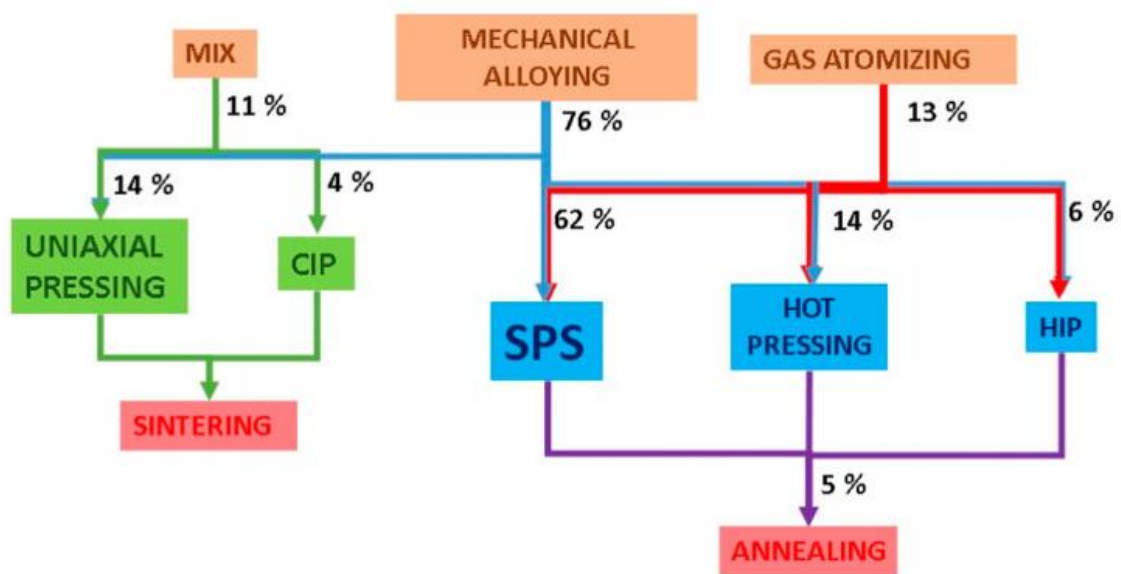 MIX
MECHANICAL
ALLOYING
GAS ATOMIZING
11 %
76 %
13 %
14 %
4 %
62 %
14 %
6 %
UNIAXIAL
PRESSING
CIP
SPS
HOT
PRESSING
HIP
SINTERING
5 %
ANNEALING